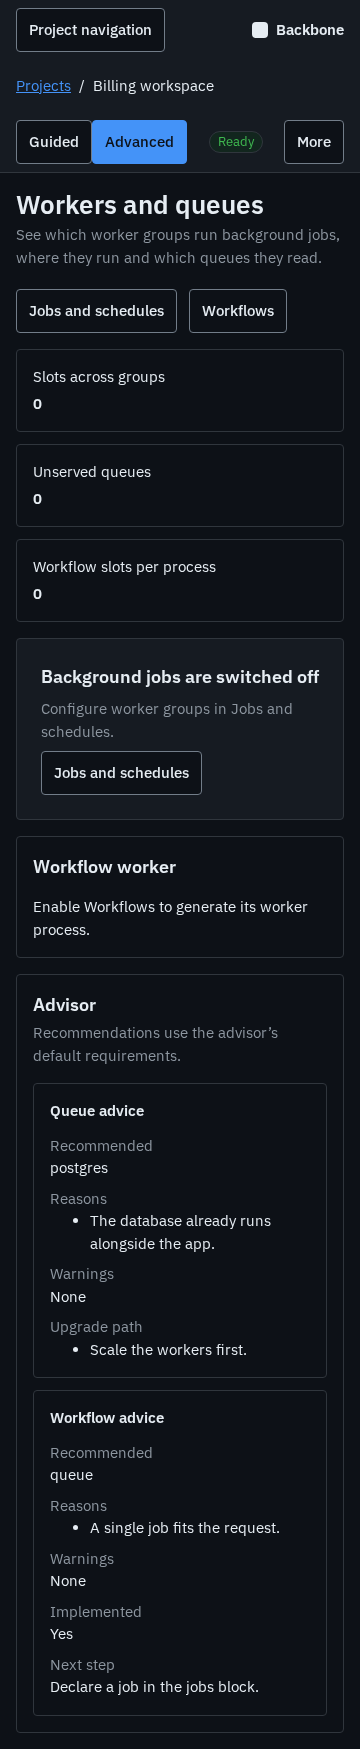 Project navigation
Backbone
Projects / Billing workspace
Guided
Advanced
Ready
More
Workers and queues
See which worker groups run background jobs,
where they run and which queues they read.
Jobs and schedules
Workflows
Slots across groups
0
Unserved queues
0
Workflow slots per process
0
Background jobs are switched off
Configure worker groups in Jobs and
schedules.
Jobs and schedules
Workflow worker
Enable Workflows to generate its worker
process.
Advisor
Recommendations use the advisor’s
default requirements.
Queue advice
Recommended
postgres
Reasons
• The database already runs
alongside the app.
Warnings
None
Upgrade path
• Scale the workers first.
Workflow advice
Recommended
queue
Reasons
• A single job fits the request.
Warnings
None
Implemented
Yes
Next step
Declare a job in the jobs block.